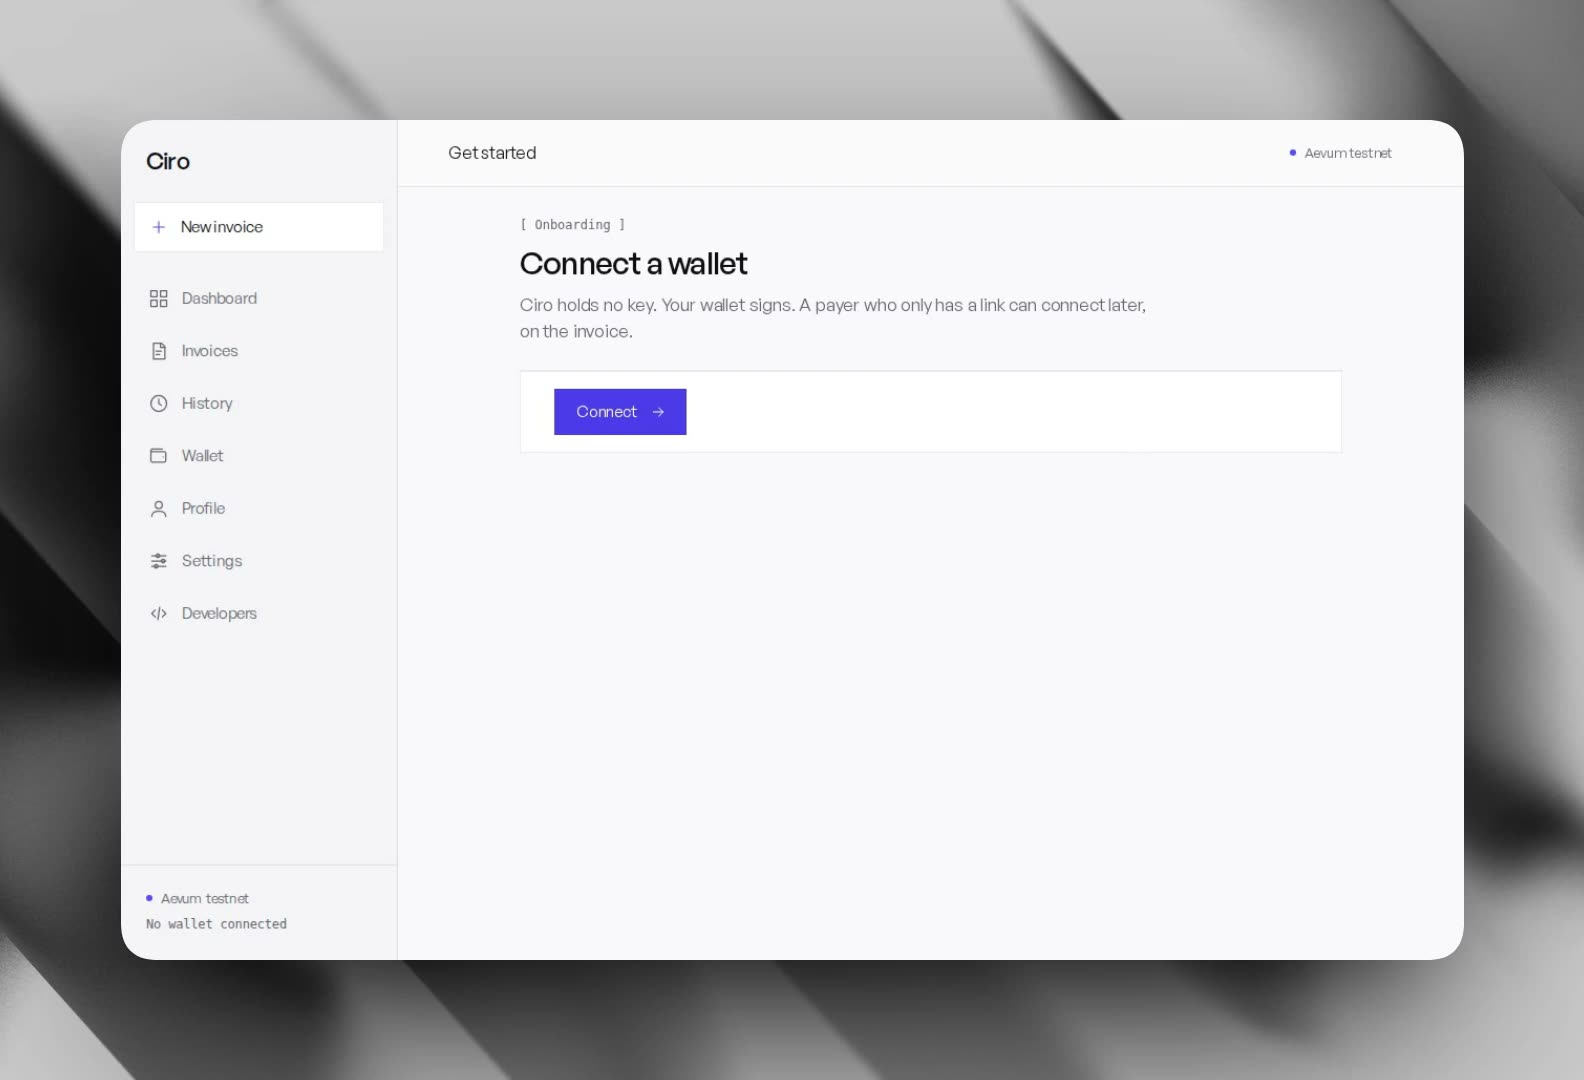 Ciro
New invoice
Dashboard
Invoices
History
Wallet
Profile
Settings
Developers
Aevum testnet
No wallet connected
Get started
Aevum testnet
[ Onboarding ]
Connect a wallet
Ciro holds no key. Your wallet signs. A payer who only has a link can connect later,
on the invoice.
Connect →